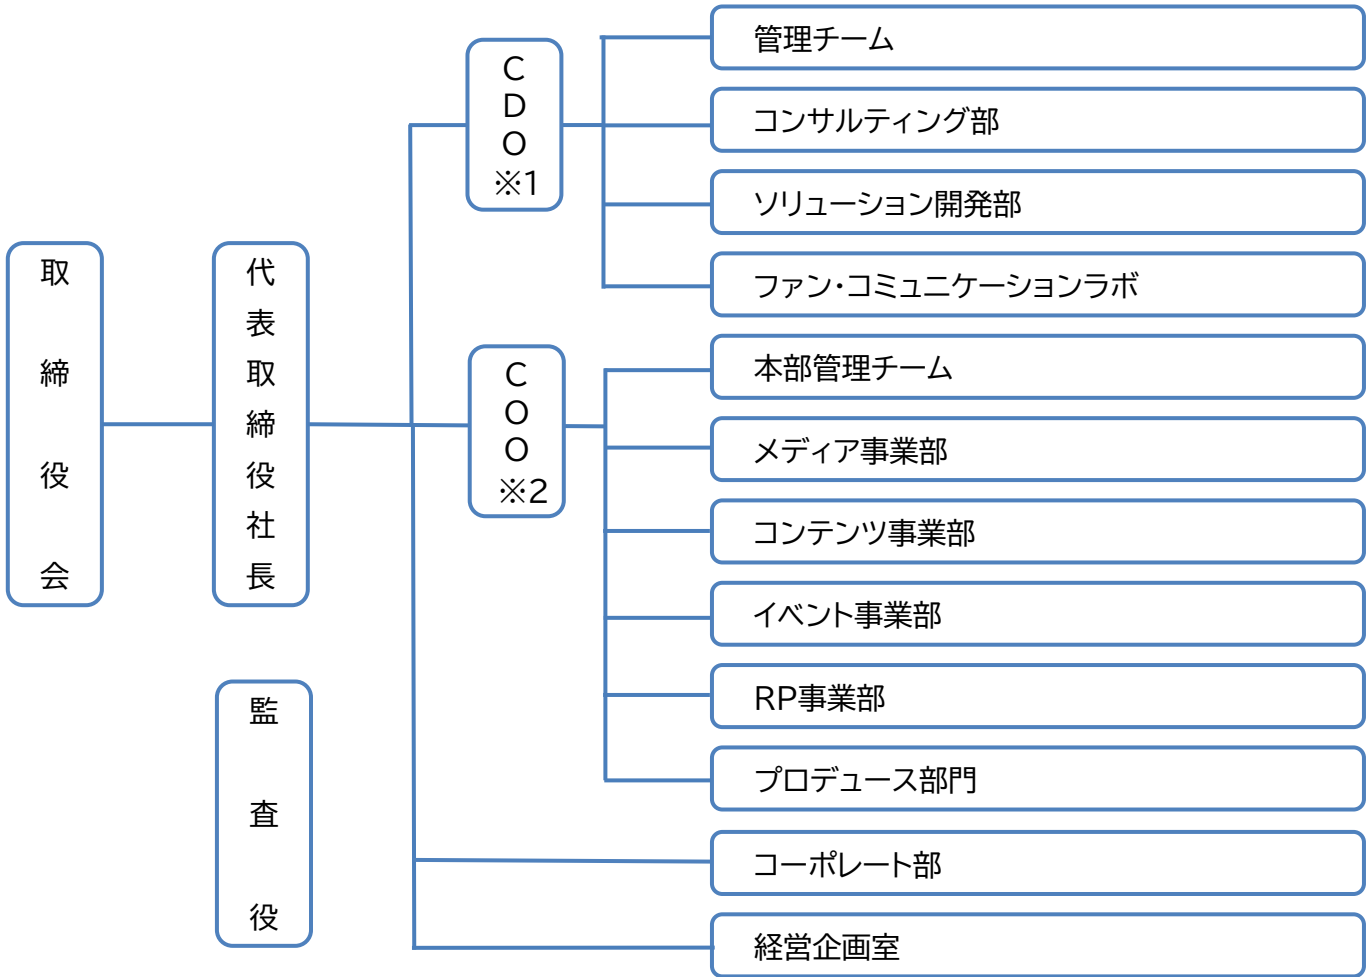 取締役会
代表取締役社長
監査役
CDO
※1
管理チーム
コンサルティング部
ソリューション開発部
ファン・コミュニケーションラボ
COO
※2
本部管理チーム
メディア事業部
コンテンツ事業部
イベント事業部
RP事業部
プロデュース部門
コーポレート部
経営企画室